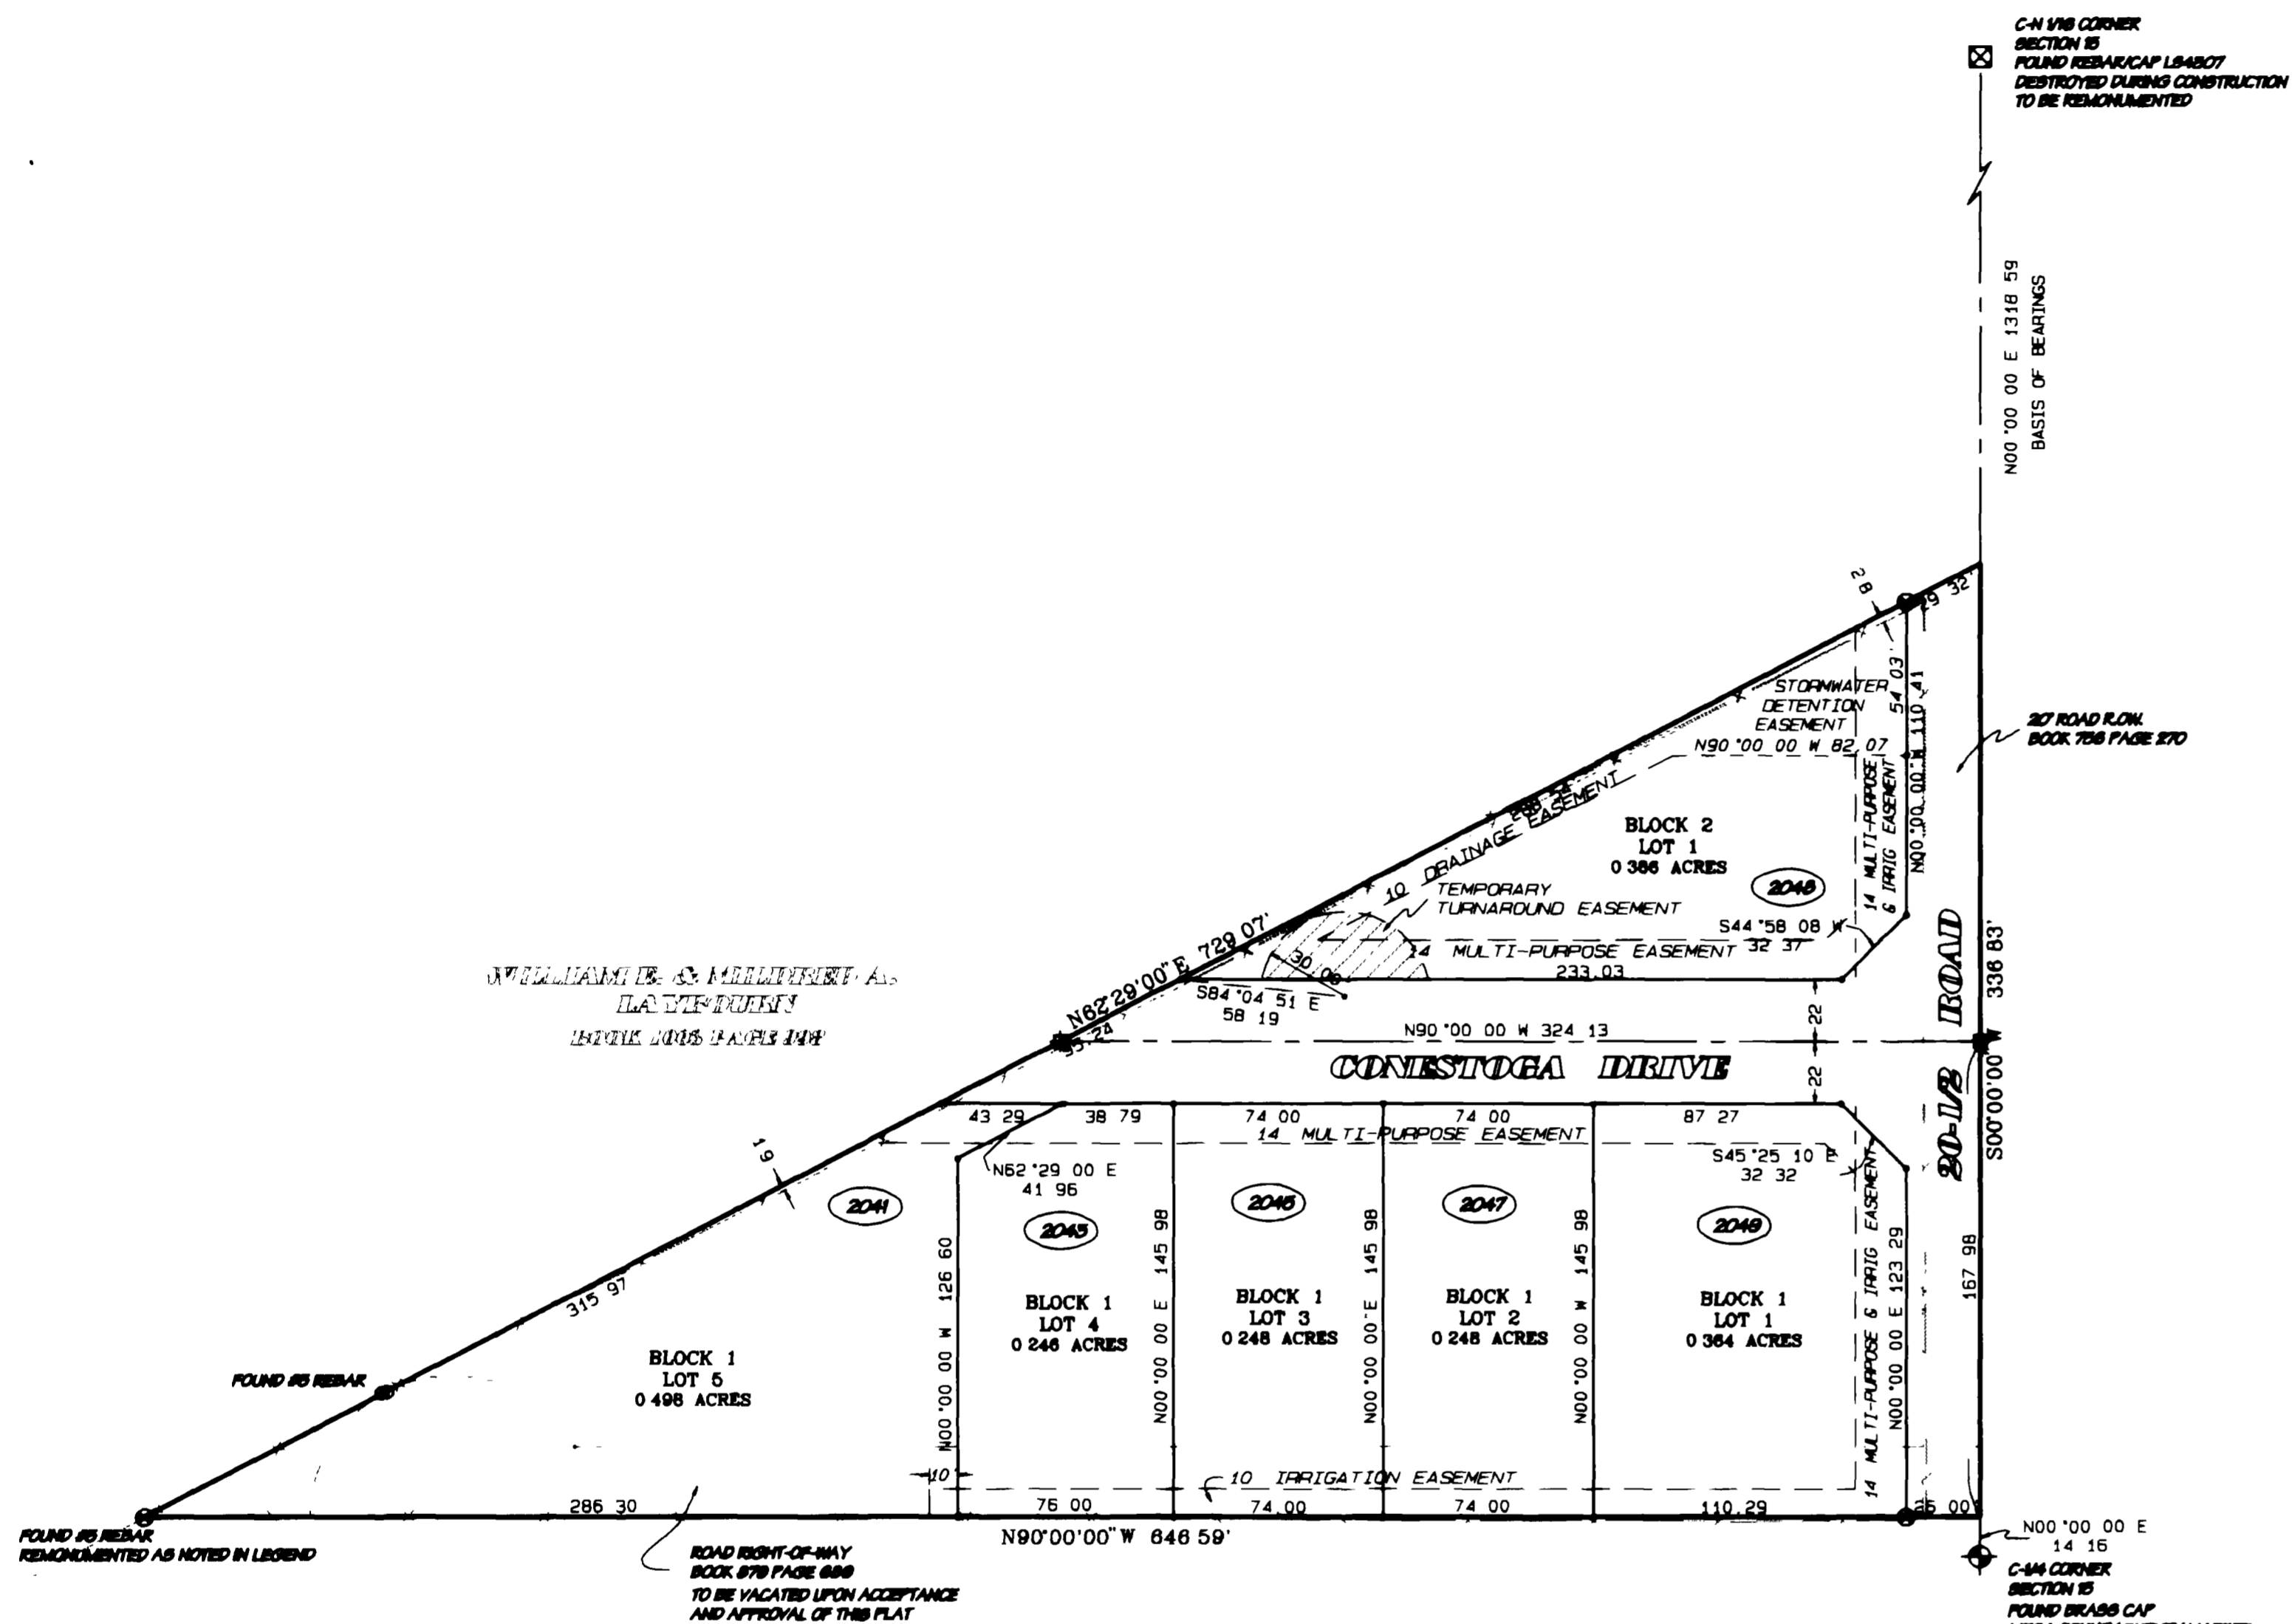 C-N 1/16 CORNER
SECTION 15
FOUND REBAR/CAP LS4307
DESTROYED DURING CONSTRUCTION
TO BE REMONUMENTED
N00°00 00 E 1318 59
BASIS OF BEARINGS
28
29 32'
STORMWATER
DETENTION
EASEMENT
54 03'
N90°00 00 W 82.07
N00°00 00" W 110 41
14 MULTI-PURPOSE
& IRRIG EASEMENT
20' ROAD R.O.W.
BOOK 756 PAGE 270
10 DRAINAGE EASEMENT
BLOCK 2
LOT 1
0 386 ACRES
TEMPORARY
TURNAROUND EASEMENT
S44°58 08 W
32 37
14 MULTI-PURPOSE EASEMENT
233.03
30.00
N62°29'00"E 729 07'
S84°04 51 E
58 19
22
N90°00 00 W 324 13
CONESTOGA DRIVE
22
20-1/2 ROAD
S00°00'00" W 336 83'
WILLIAM E. & MILDRED A.
43 29
38 79
74 00
74 00
87 27
14 MULTI-PURPOSE EASEMENT
19
N62°29 00 E
41 96
S45°25 10 E
32 32
2041
2045
2047
315 97
N00°00 00 W 126 60
N00°00 00 E 145 98
N00°00 00 E 145 98
N00°00 00 W 145 98
14 MULTI-PURPOSE & IRRIG EASEMENT
N00°00 00 E 123 29
167 98
BLOCK 1
LOT 5
0 498 ACRES
BLOCK 1
LOT 4
0 246 ACRES
BLOCK 1
LOT 3
0 248 ACRES
BLOCK 1
LOT 2
0 248 ACRES
BLOCK 1
LOT 1
0 364 ACRES
FOUND #5 REBAR
10'
10 IRRIGATION EASEMENT
286 30
76 00
74.00
74 00
110.29
25 00
N90°00'00" W 646 59'
FOUND #5 REBAR
REMONUMENTED AS NOTED IN LEGEND
ROAD RIGHT-OF-WAY
TO BE VACATED UPON ACCEPTANCE
AND APPROVAL OF THIS PLAT
N00°00 00 E
14 16
C-1/4 CORNER
SECTION 15
FOUND BRASS CAP